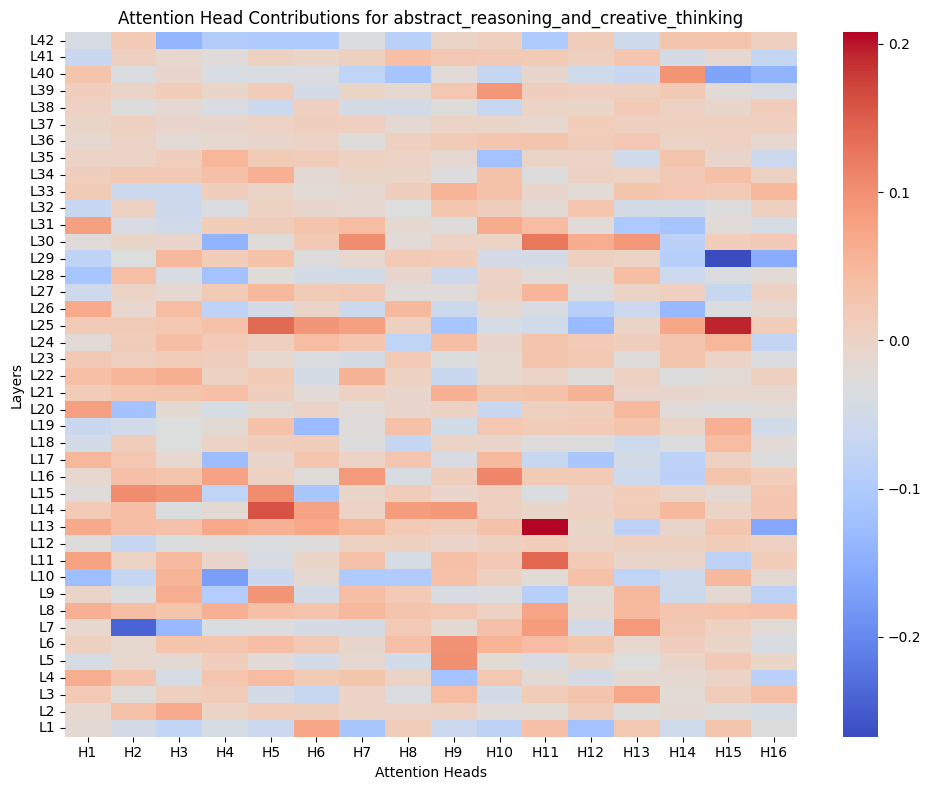 Attention Head Contributions for abstract_reasoning_and_creative_thinking
Layers
L42
L41
L40
L39
L38
L37
L36
L35
L34
L33
L32
L31
L30
L29
L28
L27
L26
L25
L24
L23
L22
L21
L20
L19
L18
L17
L16
L15
L14
L13
L12
L11
L10
L9
L8
L7
L6
L5
L4
L3
L2
L1
H1 H2 H3 H4 H5 H6 H7 H8 H9 H10 H11 H12 H13 H14 H15 H16
Attention Heads
0.2
0.1
0.0
−0.1
−0.2